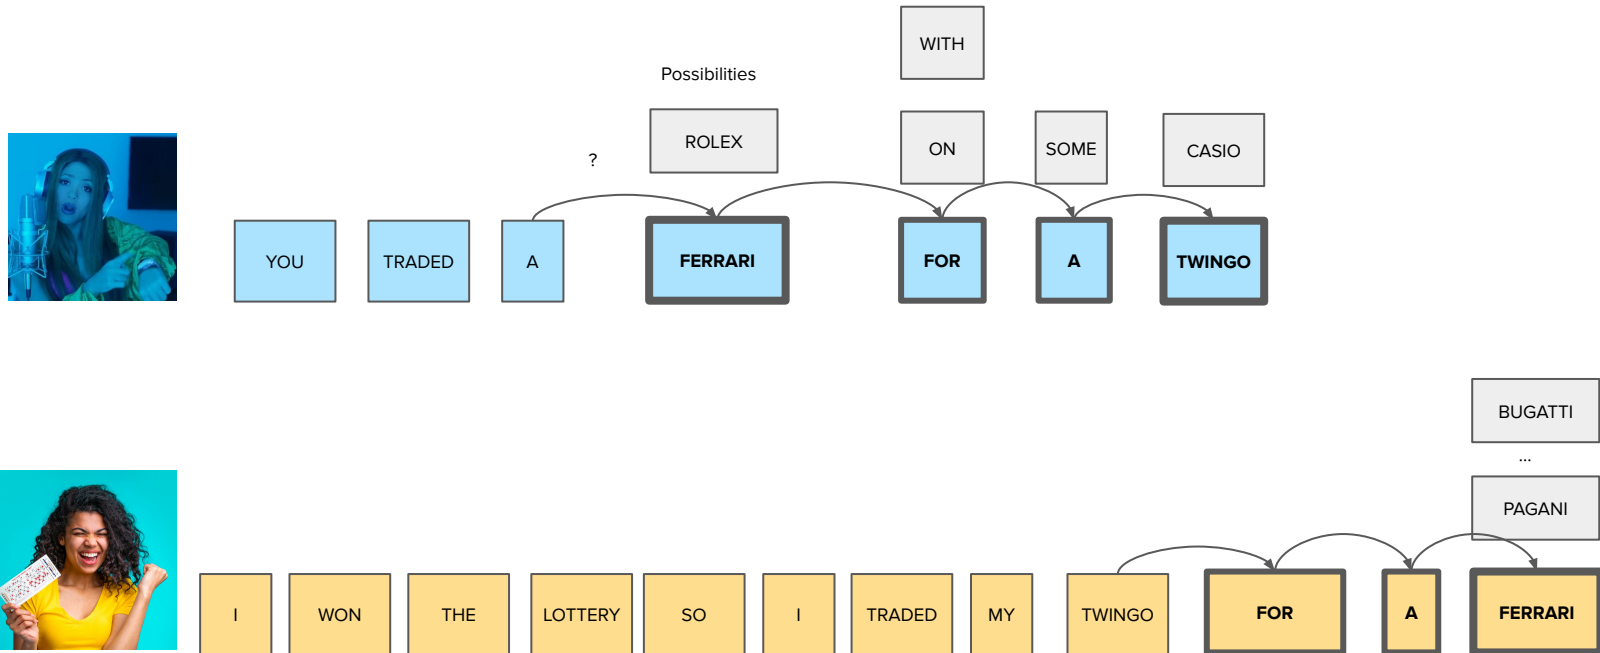 WITH
Possibilities
ROLEX
ON
SOME
CASIO
?
YOU TRADED A FERRARI FOR A TWINGO
BUGATTI
...
PAGANI
I WON THE LOTTERY SO I TRADED MY TWINGO FOR A FERRARI